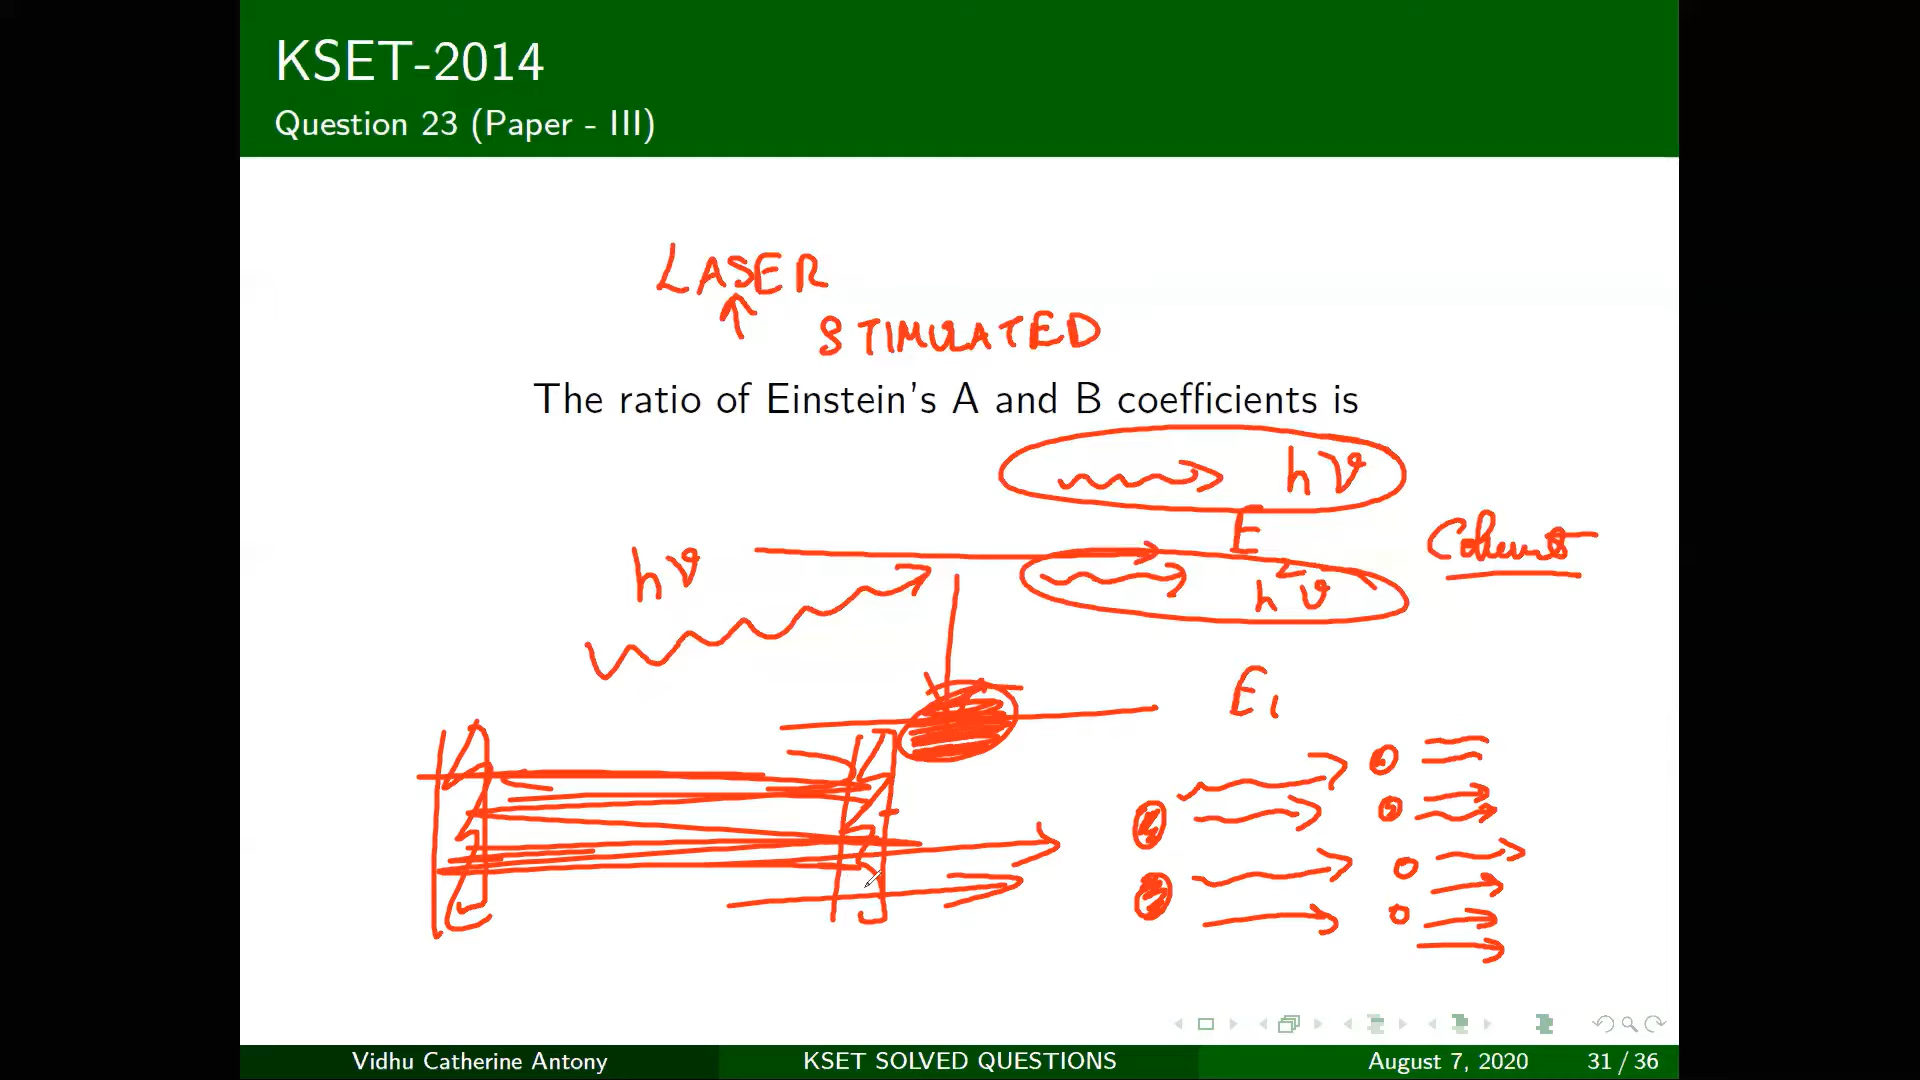 KSET-2014
Question 23 (Paper - III)
LASER
STIMULATED
The ratio of Einstein's A and B coefficients is
hν
E2
hν
hν
E1
Vidhu Catherine Antony
KSET SOLVED QUESTIONS
August 7, 2020
31 / 36